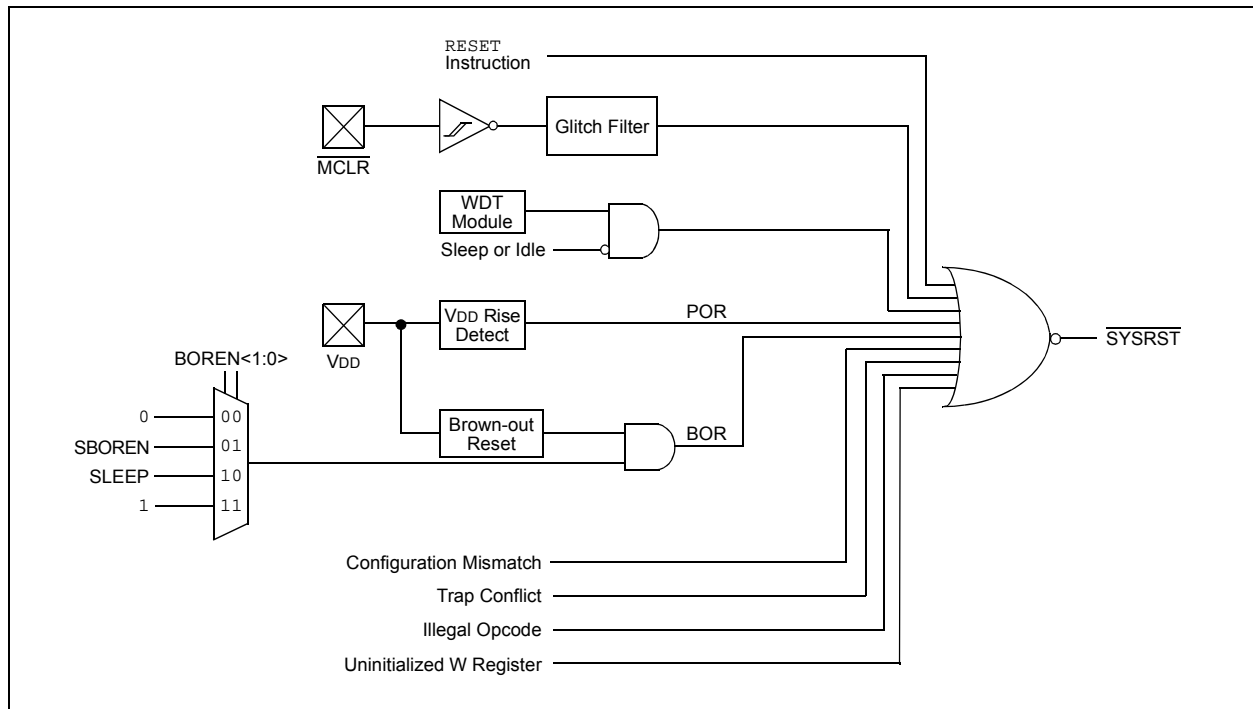 RESET
Instruction
Glitch Filter
MCLR
WDT
Module
Sleep or Idle
VDD Rise
Detect
POR
VDD
SYSRST
BOREN<1:0>
0
00
SBOREN
01
SLEEP
10
1
11
Brown-out
Reset
BOR
Configuration Mismatch
Trap Conflict
Illegal Opcode
Uninitialized W Register